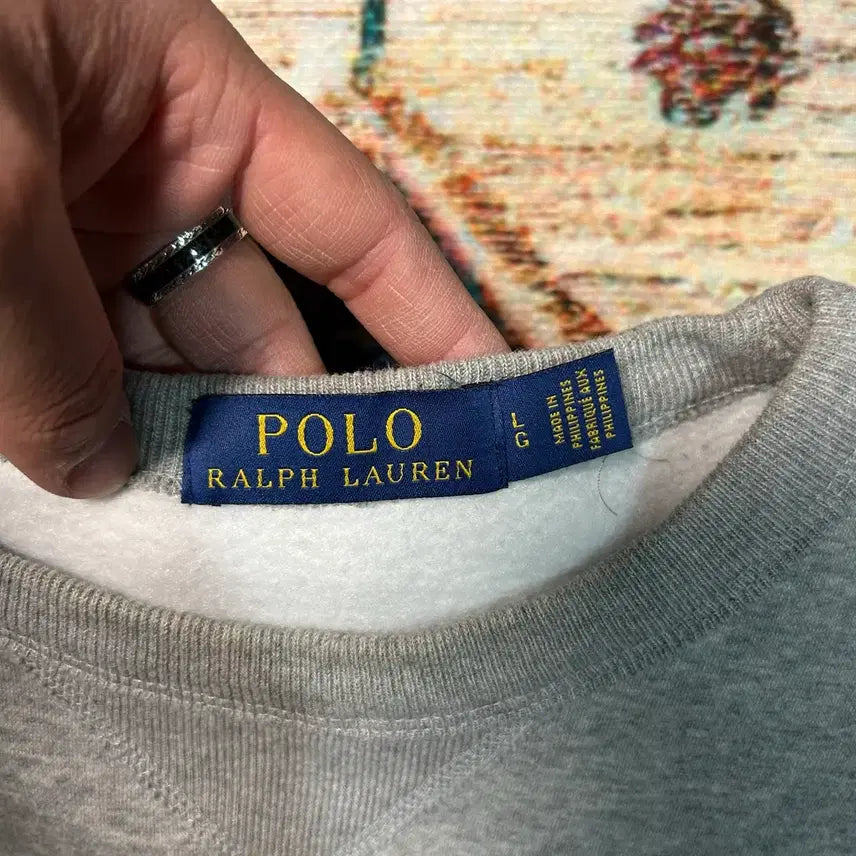 POLO
RALPH LAUREN
L
G
MADE IN
PHILIPPINES
FABRIQUÉ AUX
PHILIPPINES